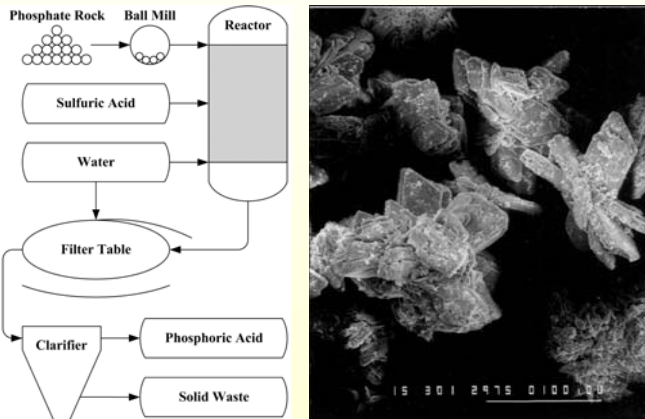 Phosphate Rock
Ball Mill
Reactor
Sulfuric Acid
Water
Filter Table
Clarifier
Phosphoric Acid
Solid Waste
15 301 2975 0100.00